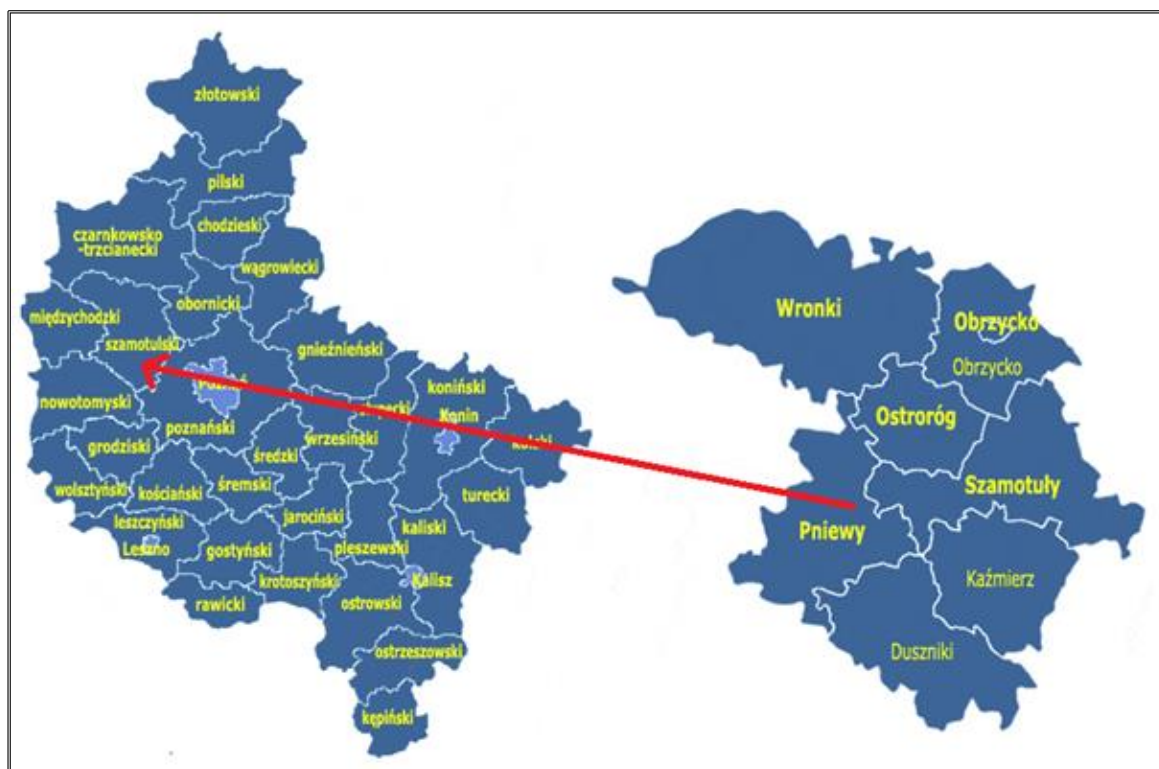 złotowski
pilski
chodzieski
czarnkowsko
-trzcianecki
wągrowiecki
obornicki
międzychodzki
szamotulski
gnieźnieński
Poznań
koniński
nowotomyski
Konin
poznański
kolski
grodziski
średzki
wrzesiński
wolsztyński
kościański
śremski
turecki
leszczyński
jarociński
kaliski
Leszno
gostyński
pleszewski
krotoszyński
Kalisz
rawicki
ostrowski
ostrzeszowski
kępiński
Wronki
Obrzycko
Obrzycko
Ostroróg
Szamotuły
Pniewy
Kaźmierz
Duszniki